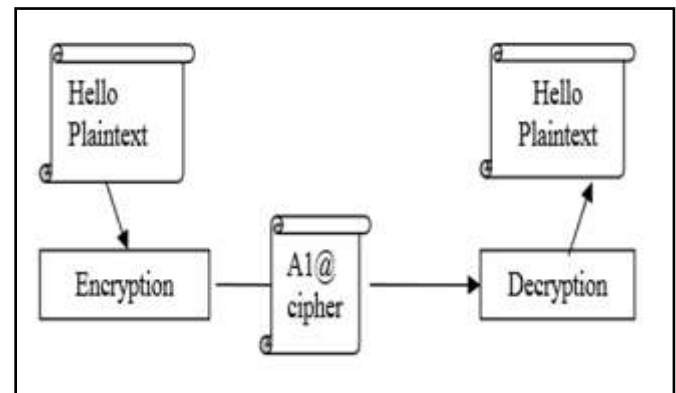 Hello
Plaintext
Hello
Plaintext
Encryption
A1@
cipher
Decryption